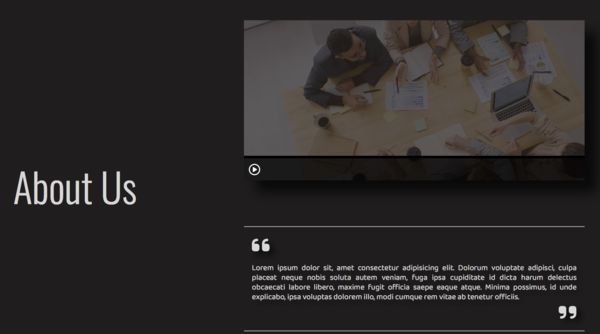 About Us
❝
Lorem ipsum dolor sit, amet consectetur adipisicing elit. Dolorum voluptate adipisci, culpa
placeat neque nobis soluta autem veniam, fuga ipsa cupiditate id dicta harum delectus
obcaecati labore libero, maxime fugit officia saepe eaque atque. Minima possimus, id unde
explicabo, ipsa voluptas dolorem illo, modi cumque rem vitae ab tenetur officiis.
❞